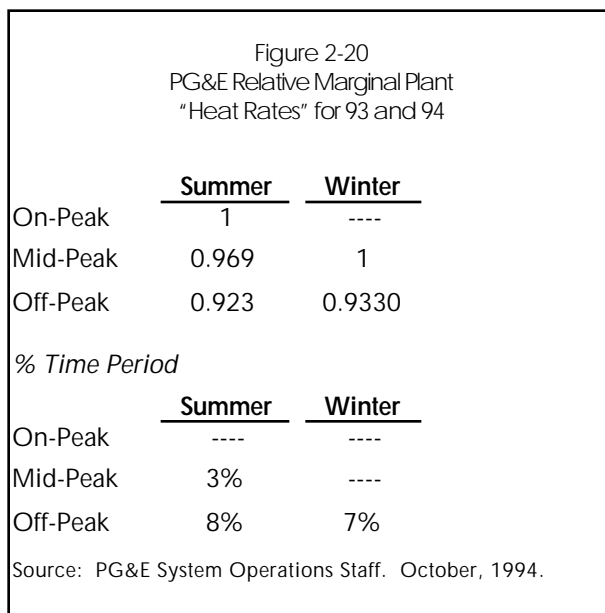 Figure 2-20
PG&E Relative Marginal Plant
"Heat Rates" for 93 and 94
Summer Winter
On-Peak 1 ----
Mid-Peak 0.969 1
Off-Peak 0.923 0.9330
% Time Period
Summer Winter
On-Peak ---- ----
Mid-Peak 3% ----
Off-Peak 8% 7%
Source: PG&E System Operations Staff. October, 1994.